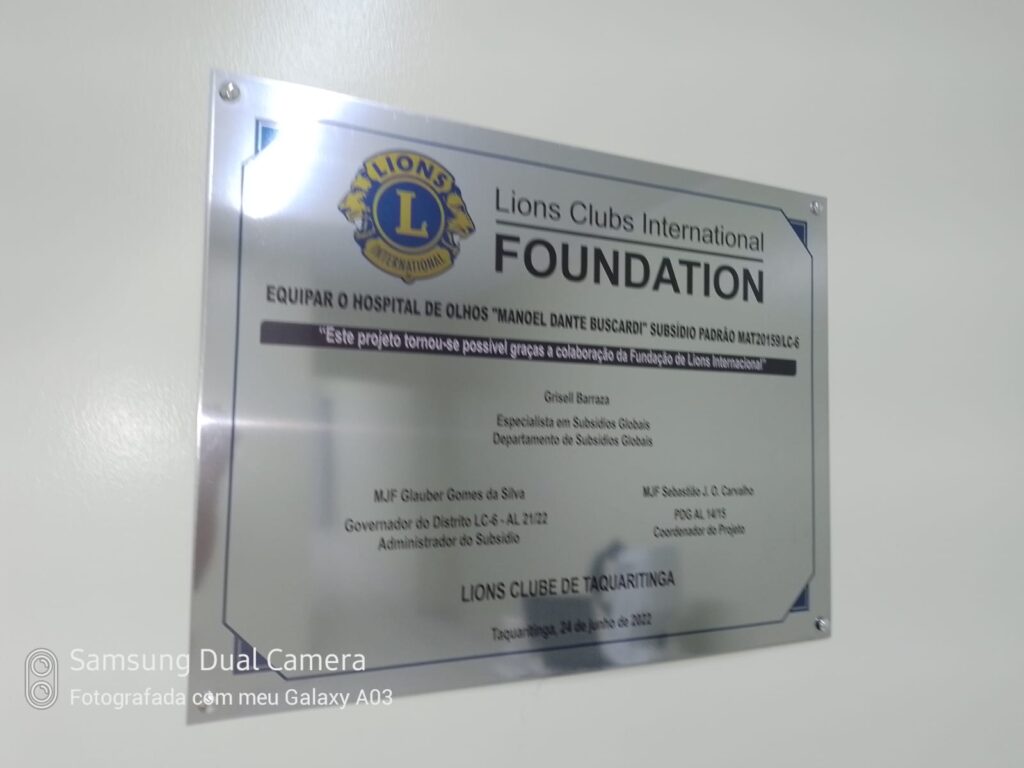 LIONS
L
INTERNATIONAL
Lions Clubs International
FOUNDATION
EQUIPAR O HOSPITAL DE OLHOS "MANOEL DANTE BUSCARDI" SUBSÍDIO PADRÃO MAT20159/LC-6
"Este projeto tornou-se possível graças a colaboração da Fundação de Lions Internacional"
Grisell Barraza
Especialista em Subsídios Globais
Departamento de Subsídios Globais
MJF Glauber Gomes da Silva
Governador do Distrito LC-6 - AL 21/22
Administrador do Subsídio
MJF Sebastião J. O. Carvalho
PDG AL 14/15
Coordenador do Projeto
LIONS CLUBE DE TAQUARITINGA
Taquaritinga, 24 de junho de 2022
Samsung Dual Camera
Fotografada com meu Galaxy A03